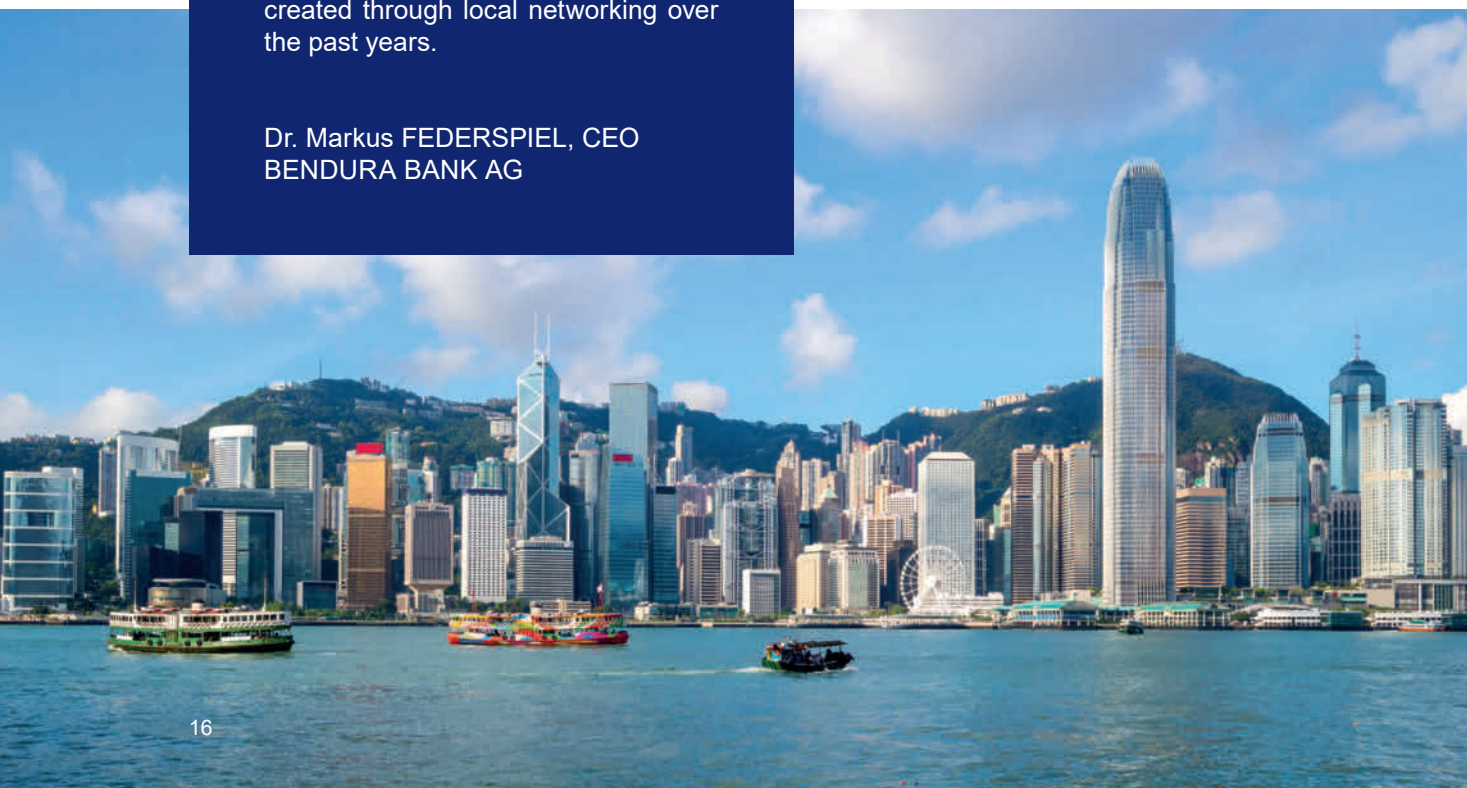 created through local networking over
the past years.
Dr. Markus FEDERSPIEL, CEO
BENDURA BANK AG
16